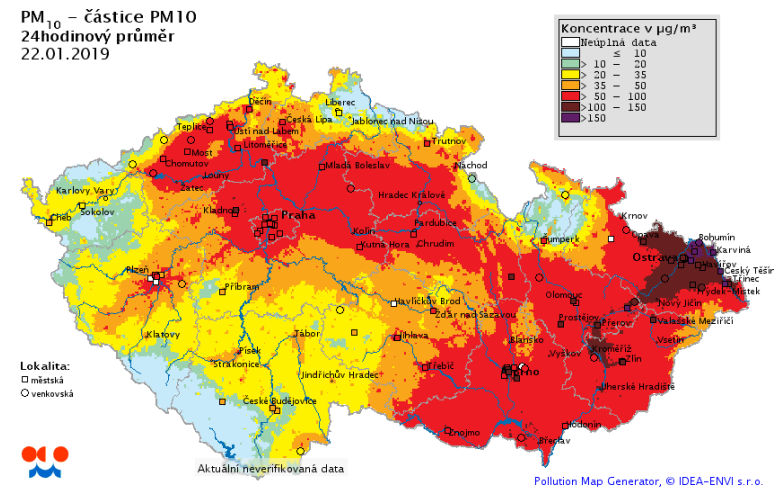 PM10 – částice PM10
24hodinový průměr
22.01.2019
Koncentrace v µg/m³
Neúplná data
≤ 10
> 10 – 20
> 20 – 35
> 35 – 50
> 50 – 100
>100 – 150
>150
Děčín
Liberec
Česká Lípa
Jablonec nad Nisou
Teplice
Ústí nad Labem
Litoměřice
Most
Chomutov
Trutnov
Mladá Boleslav
Náchod
Louny
Žatec
Karlovy Vary
Sokolov
Cheb
Kladno
Praha
Hradec Králové
Pardubice
Kolín
Kutná Hora
Chrudim
Šumperk
Krnov
Opava
Bohumín
Karviná
Ostrava
Havířov
Český Těšín
Třinec
Frýdek-Místek
Nový Jičín
Plzeň
Příbram
Havlíčkův Brod
Žďár nad Sázavou
Olomouc
Prostějov
Přerov
Valašské Meziříčí
Vsetín
Klatovy
Tábor
Jihlava
Blansko
Vyškov
Kroměříž
Zlín
Písek
Strakonice
Jindřichův Hradec
Třebíč
Brno
Uherské Hradiště
České Budějovice
Znojmo
Hodonín
Břeclav
Lokalita:
městská
venkovská
Aktuální neverifikovaná data
Pollution Map Generator, © IDEA–ENVI s.r.o.